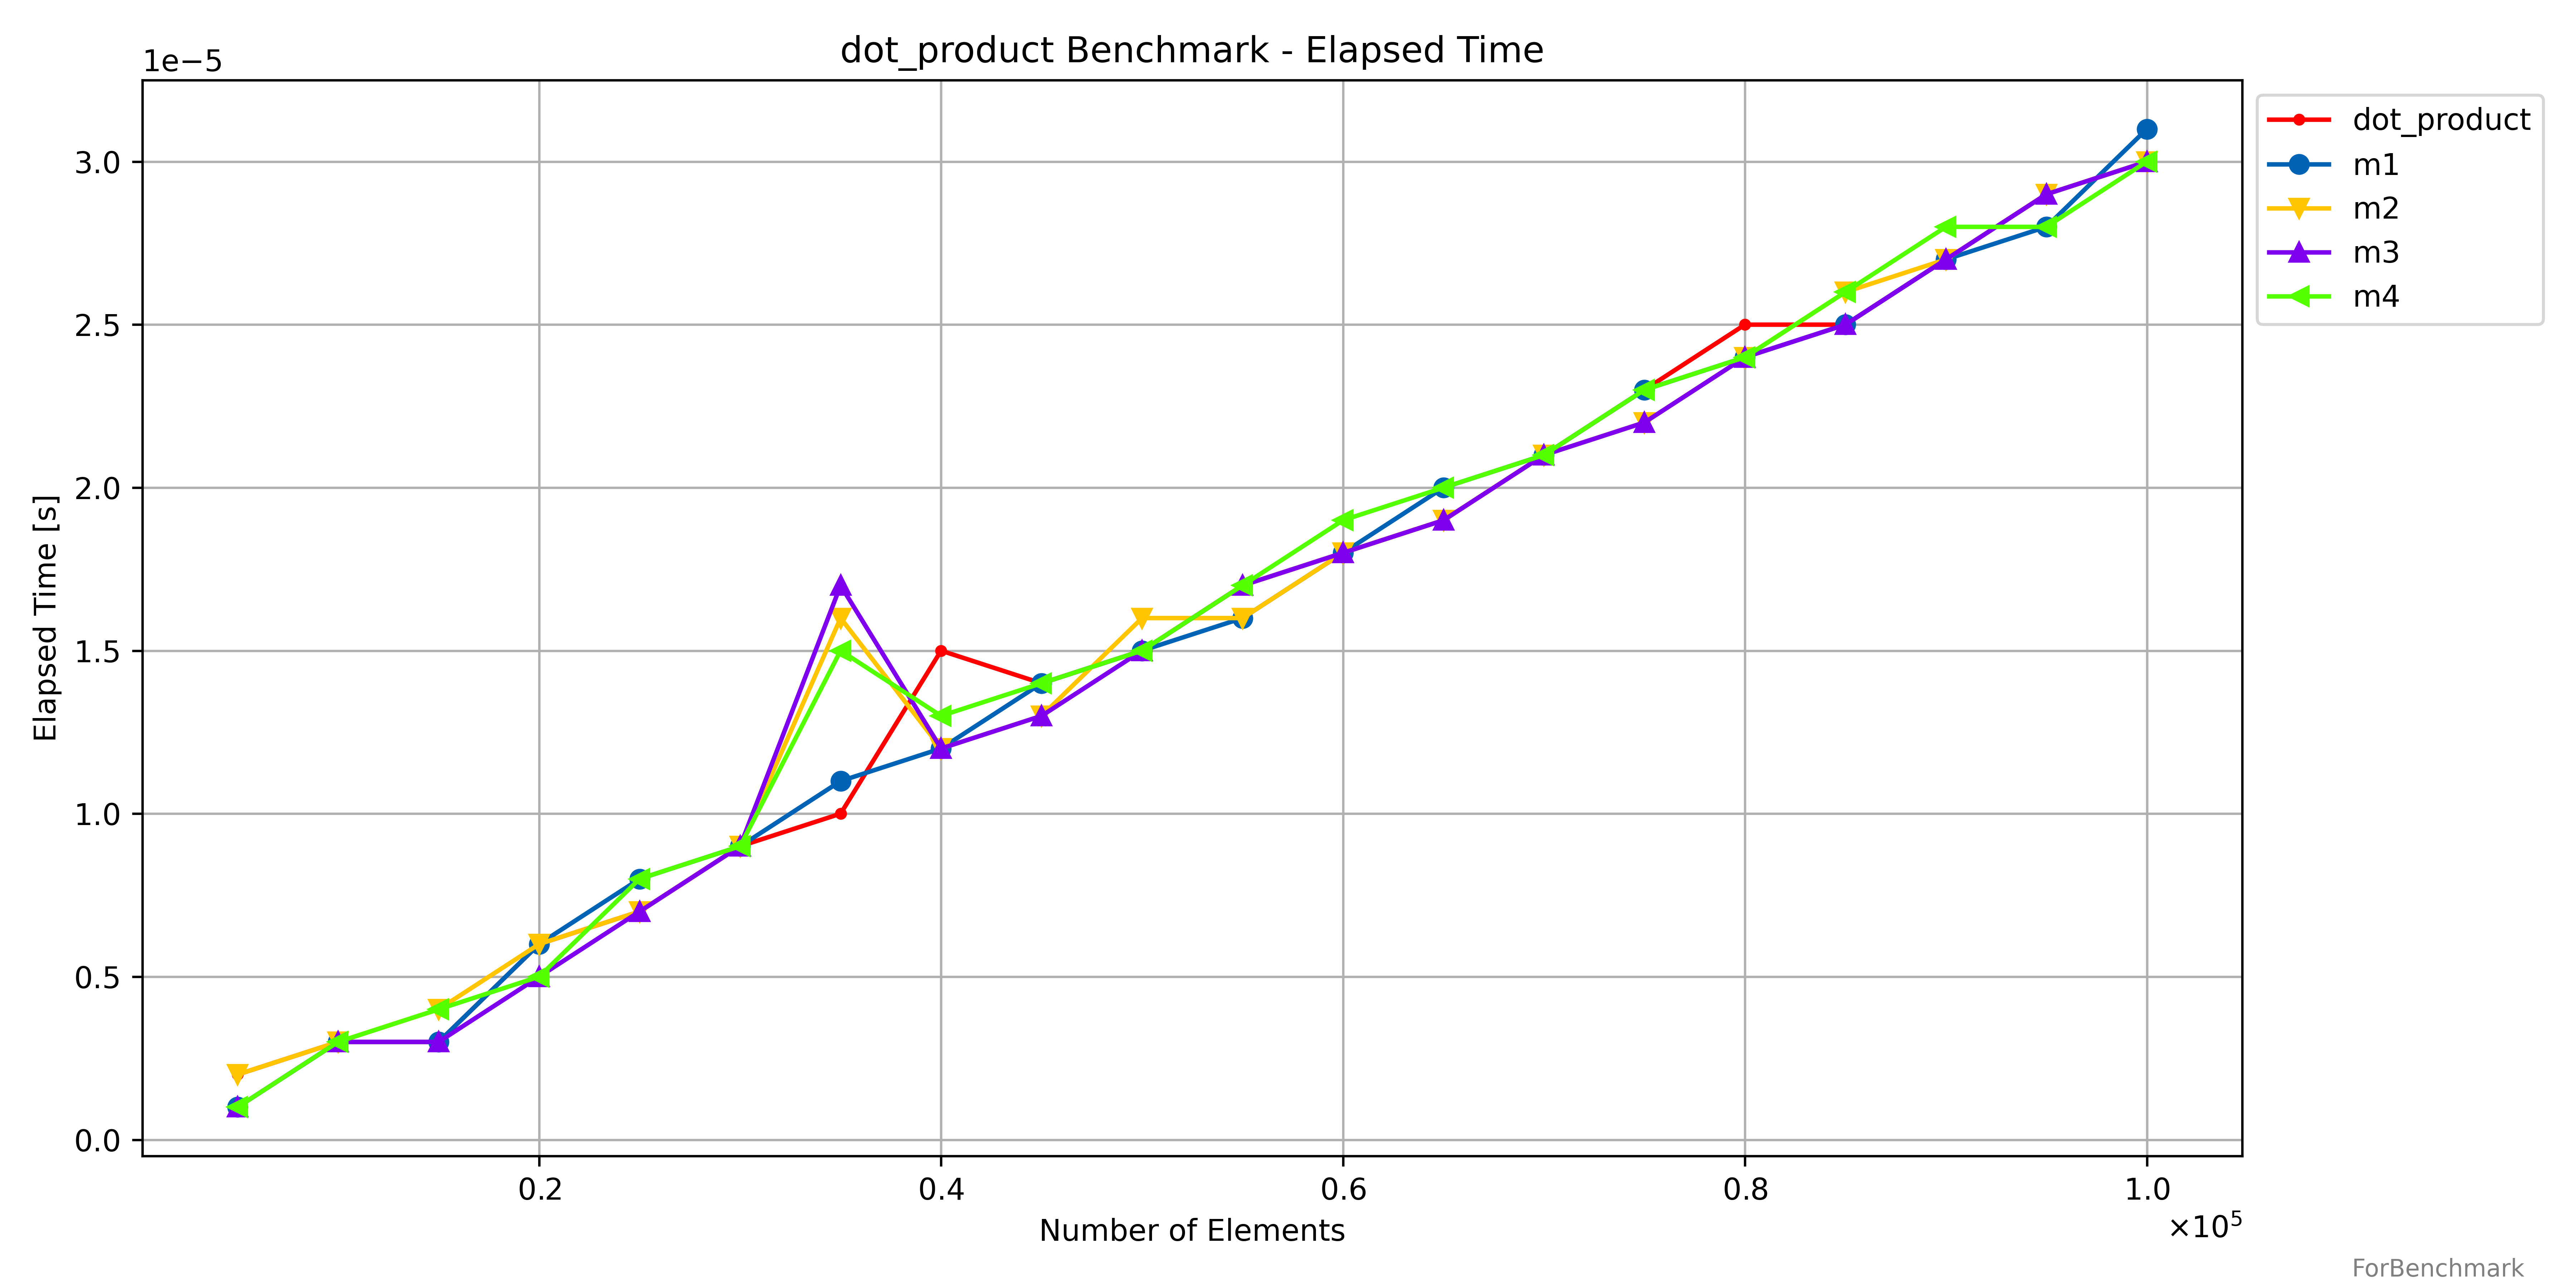 dot_product Benchmark - Elapsed Time
1e−5
3.0
2.5
2.0
1.5
1.0
0.5
0.0
Elapsed Time [s]
0.2 0.4 0.6 0.8 1.0
Number of Elements
×10⁵
dot_product
m1
m2
m3
m4
ForBenchmark